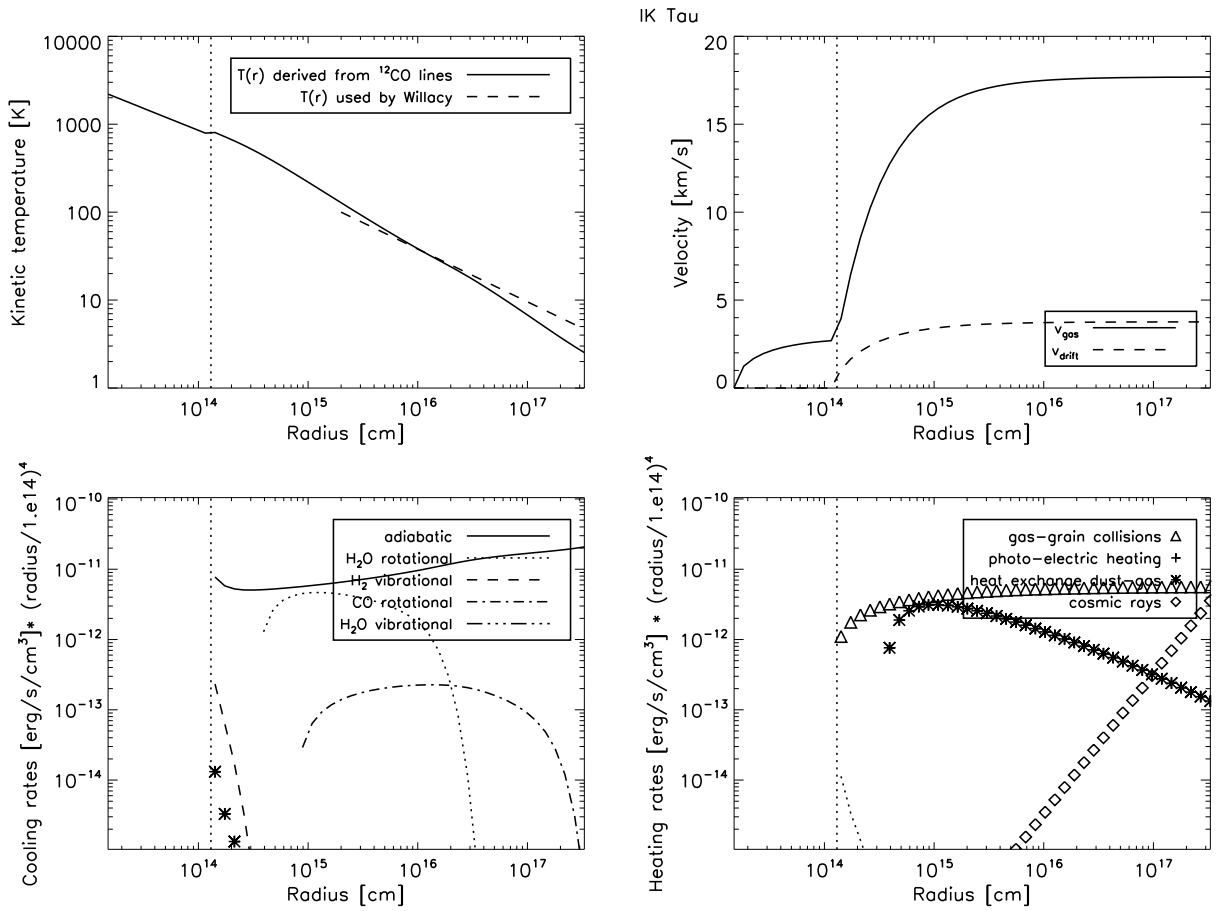 IK Tau
10000
1000
100
10
1
Kinetic temperature [K]
T(r) derived from ¹²CO lines
T(r) used by Willacy
10¹⁴ 10¹⁵ 10¹⁶ 10¹⁷
Radius [cm]
20
15
10
5
0
Velocity [km/s]
v_gas
v_drift
10¹⁴ 10¹⁵ 10¹⁶ 10¹⁷
Radius [cm]
Cooling rates [erg/s/cm³]* (radius/1.e14)⁴
10⁻¹⁰
10⁻¹¹
10⁻¹²
10⁻¹³
10⁻¹⁴
adiabatic
H₂O rotational
H₂ vibrational
CO rotational
H₂O vibrational
10¹⁴ 10¹⁵ 10¹⁶ 10¹⁷
Radius [cm]
Heating rates [erg/s/cm³]* (radius/1.e14)⁴
10⁻¹⁰
10⁻¹¹
10⁻¹²
10⁻¹³
10⁻¹⁴
gas-grain collisions
photo-electric heating
heat exchange dust-gas
cosmic rays
10¹⁴ 10¹⁵ 10¹⁶ 10¹⁷
Radius [cm]